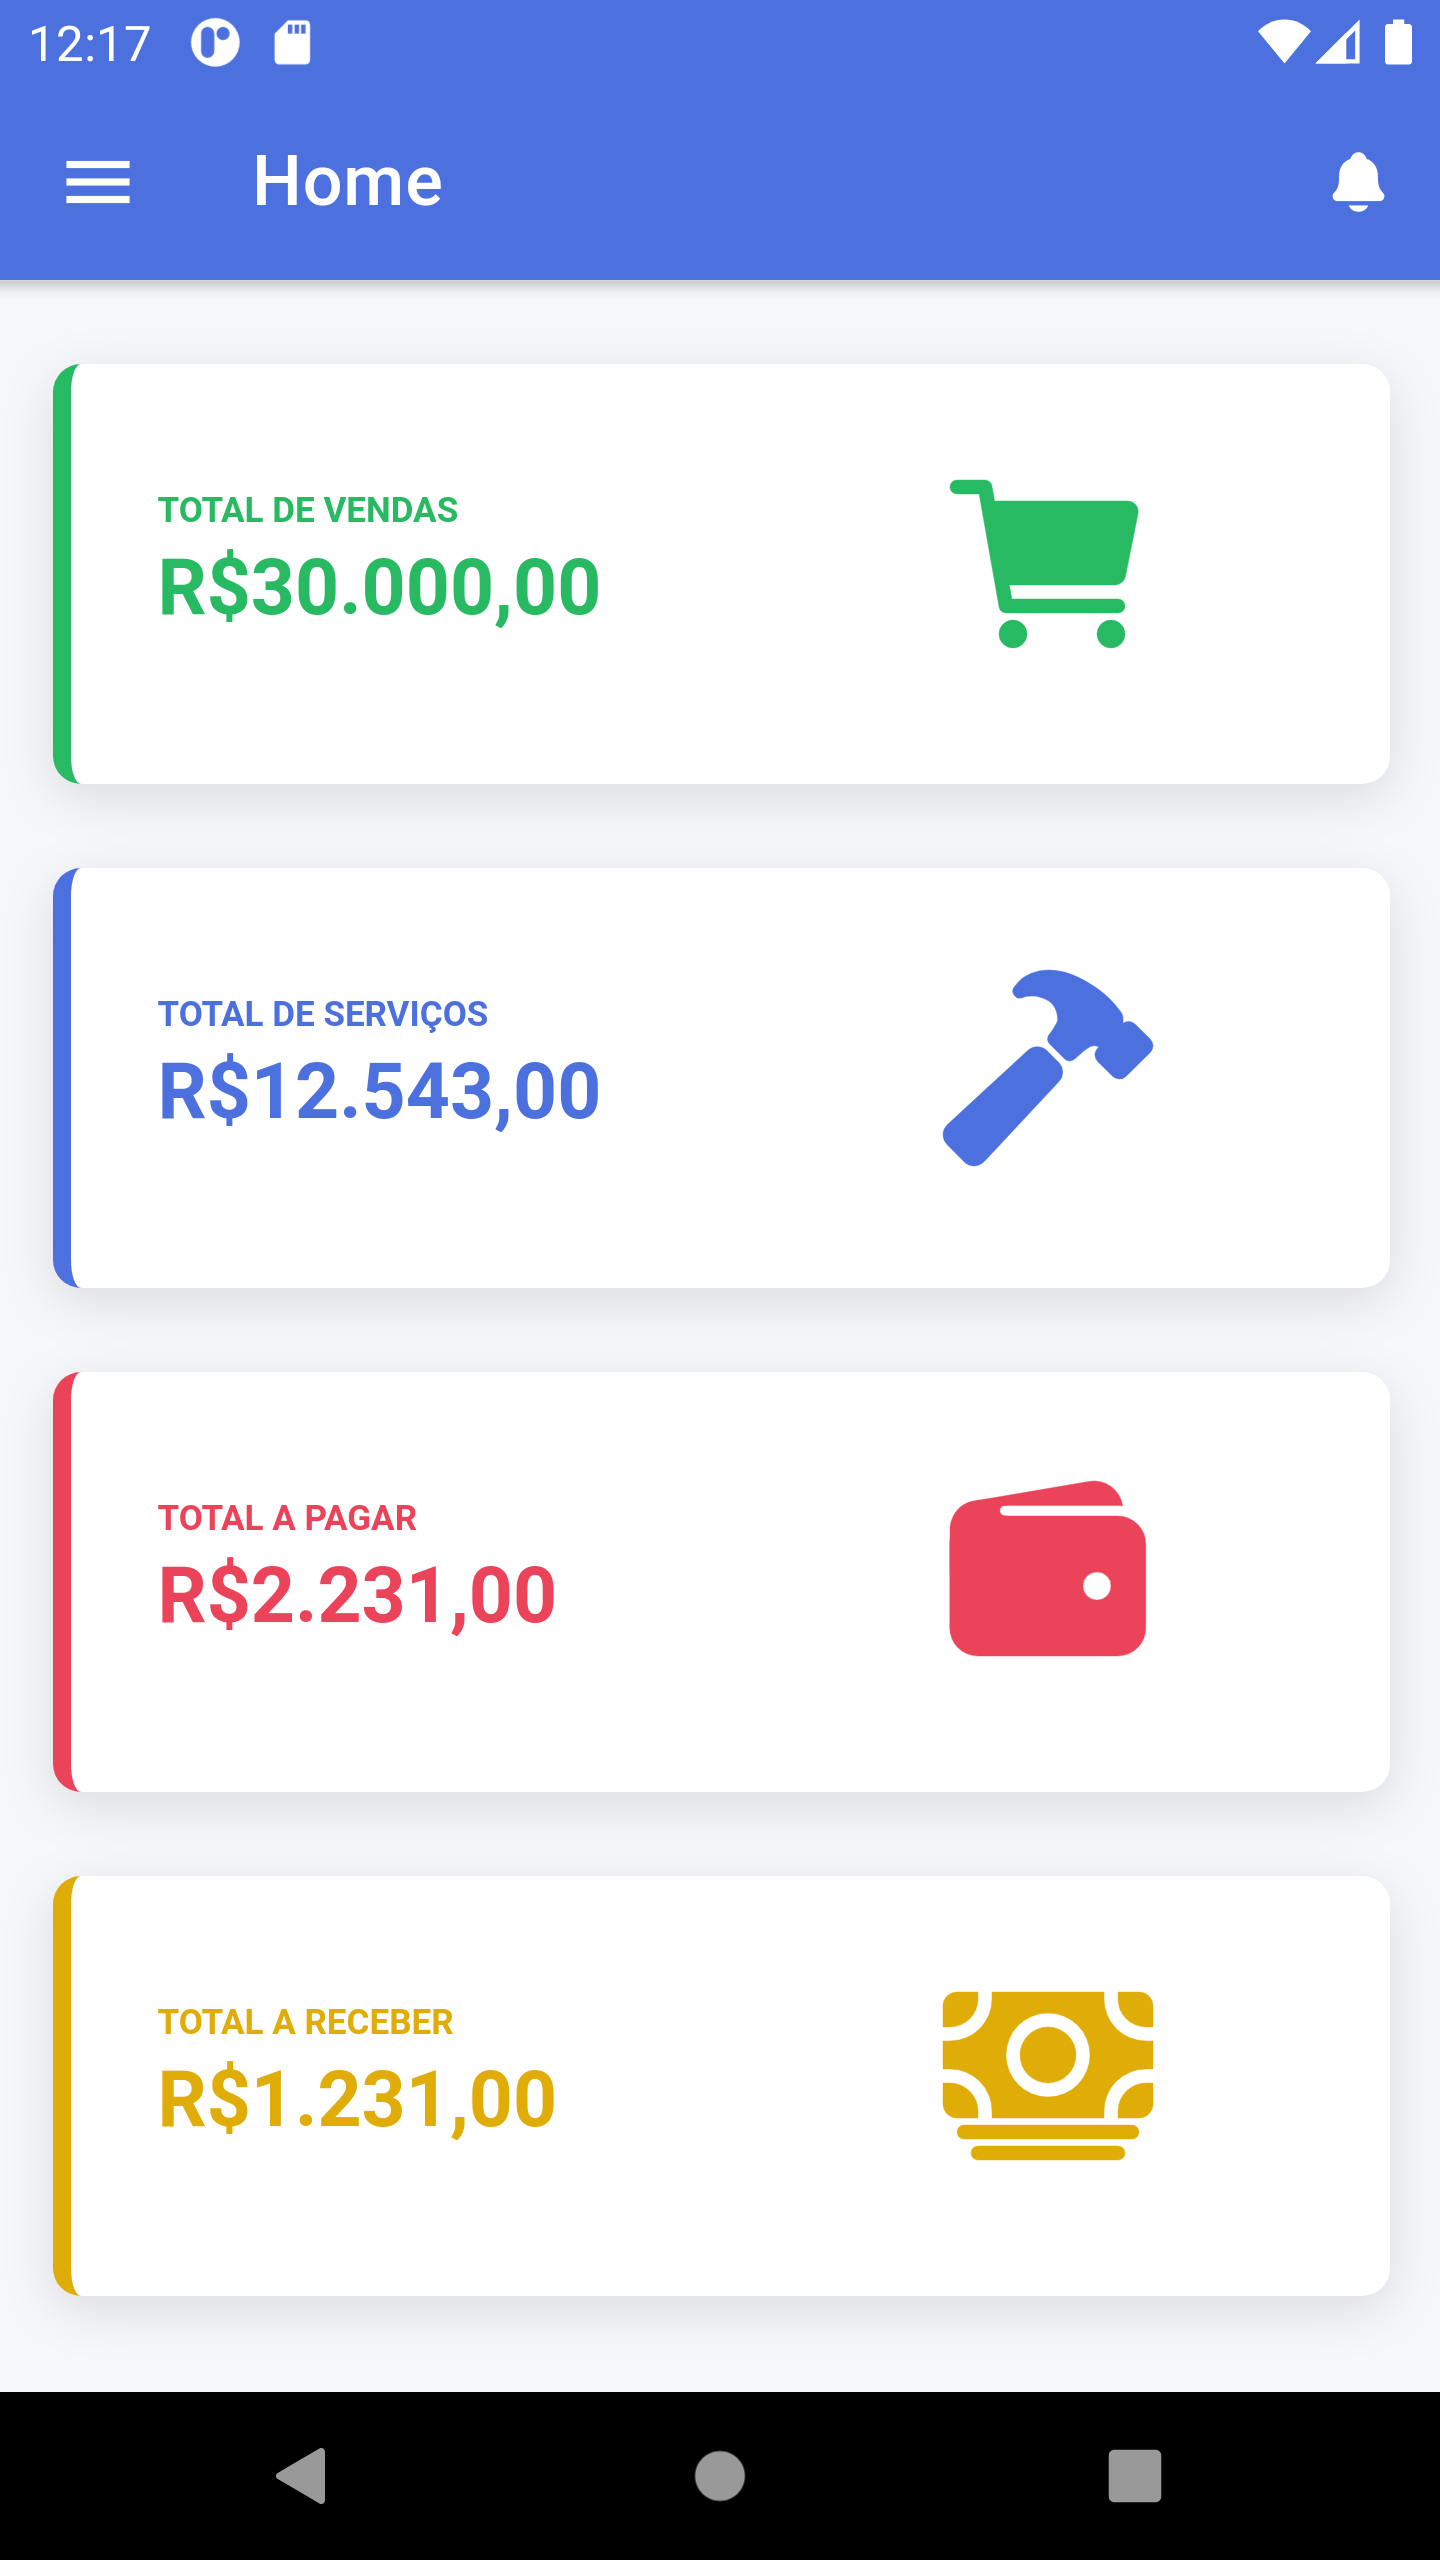 12:17
Home
TOTAL DE VENDAS
R$30.000,00
TOTAL DE SERVIÇOS
R$12.543,00
TOTAL A PAGAR
R$2.231,00
TOTAL A RECEBER
R$1.231,00